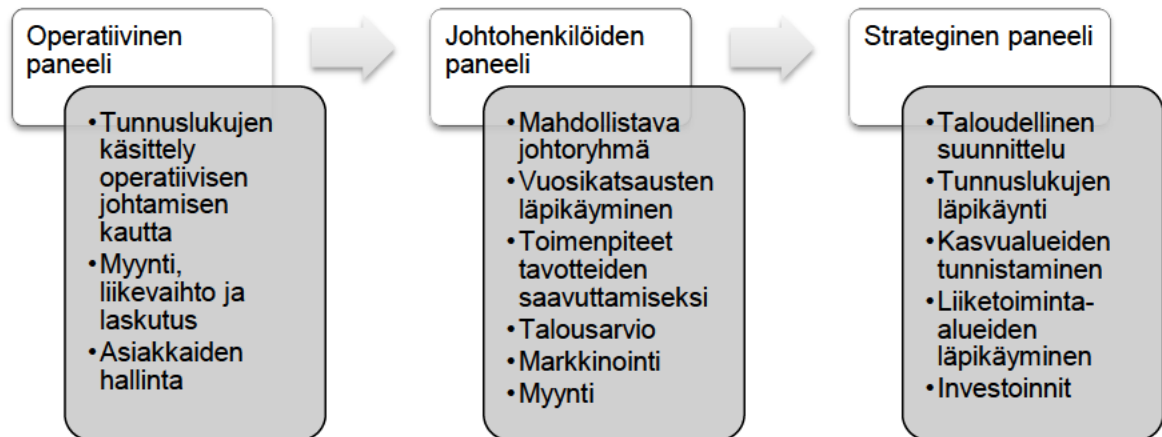 Operatiivinen
paneeli
•Tunnuslukujen
käsittely
operatiivisen
johtamisen
kautta
•Myynti,
liikevaihto ja
laskutus
•Asiakkaiden
hallinta
Johtohenkilöiden
paneeli
•Mahdollistava
johtoryhmä
•Vuosikatsausten
läpikäyminen
•Toimenpiteet
tavotteiden
saavuttamiseksi
•Talousarvio
•Markkinointi
•Myynti
Strateginen paneeli
•Taloudellinen
suunnittelu
•Tunnuslukujen
läpikäynti
•Kasvualueiden
tunnistaminen
•Liiketoiminta-
alueiden
läpikäyminen
•Investoinnit